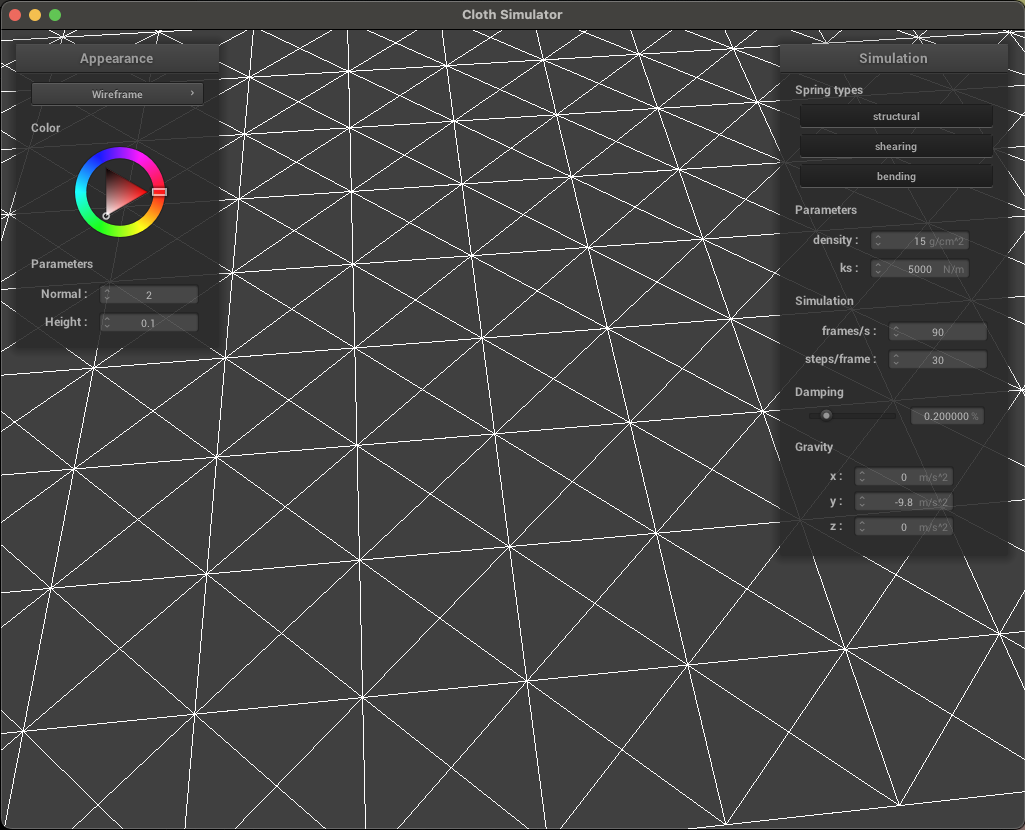 Cloth Simulator
Appearance
Wireframe
Color
Parameters
Normal : 2
Height : 0.1
Simulation
Spring types
structural
shearing
bending
Parameters
density : 15 g/cm^2
ks : 5000 N/m
Simulation
frames/s : 90
steps/frame : 30
Damping
0.200000 %
Gravity
x : 0 m/s^2
y : -9.8 m/s^2
z : 0 m/s^2